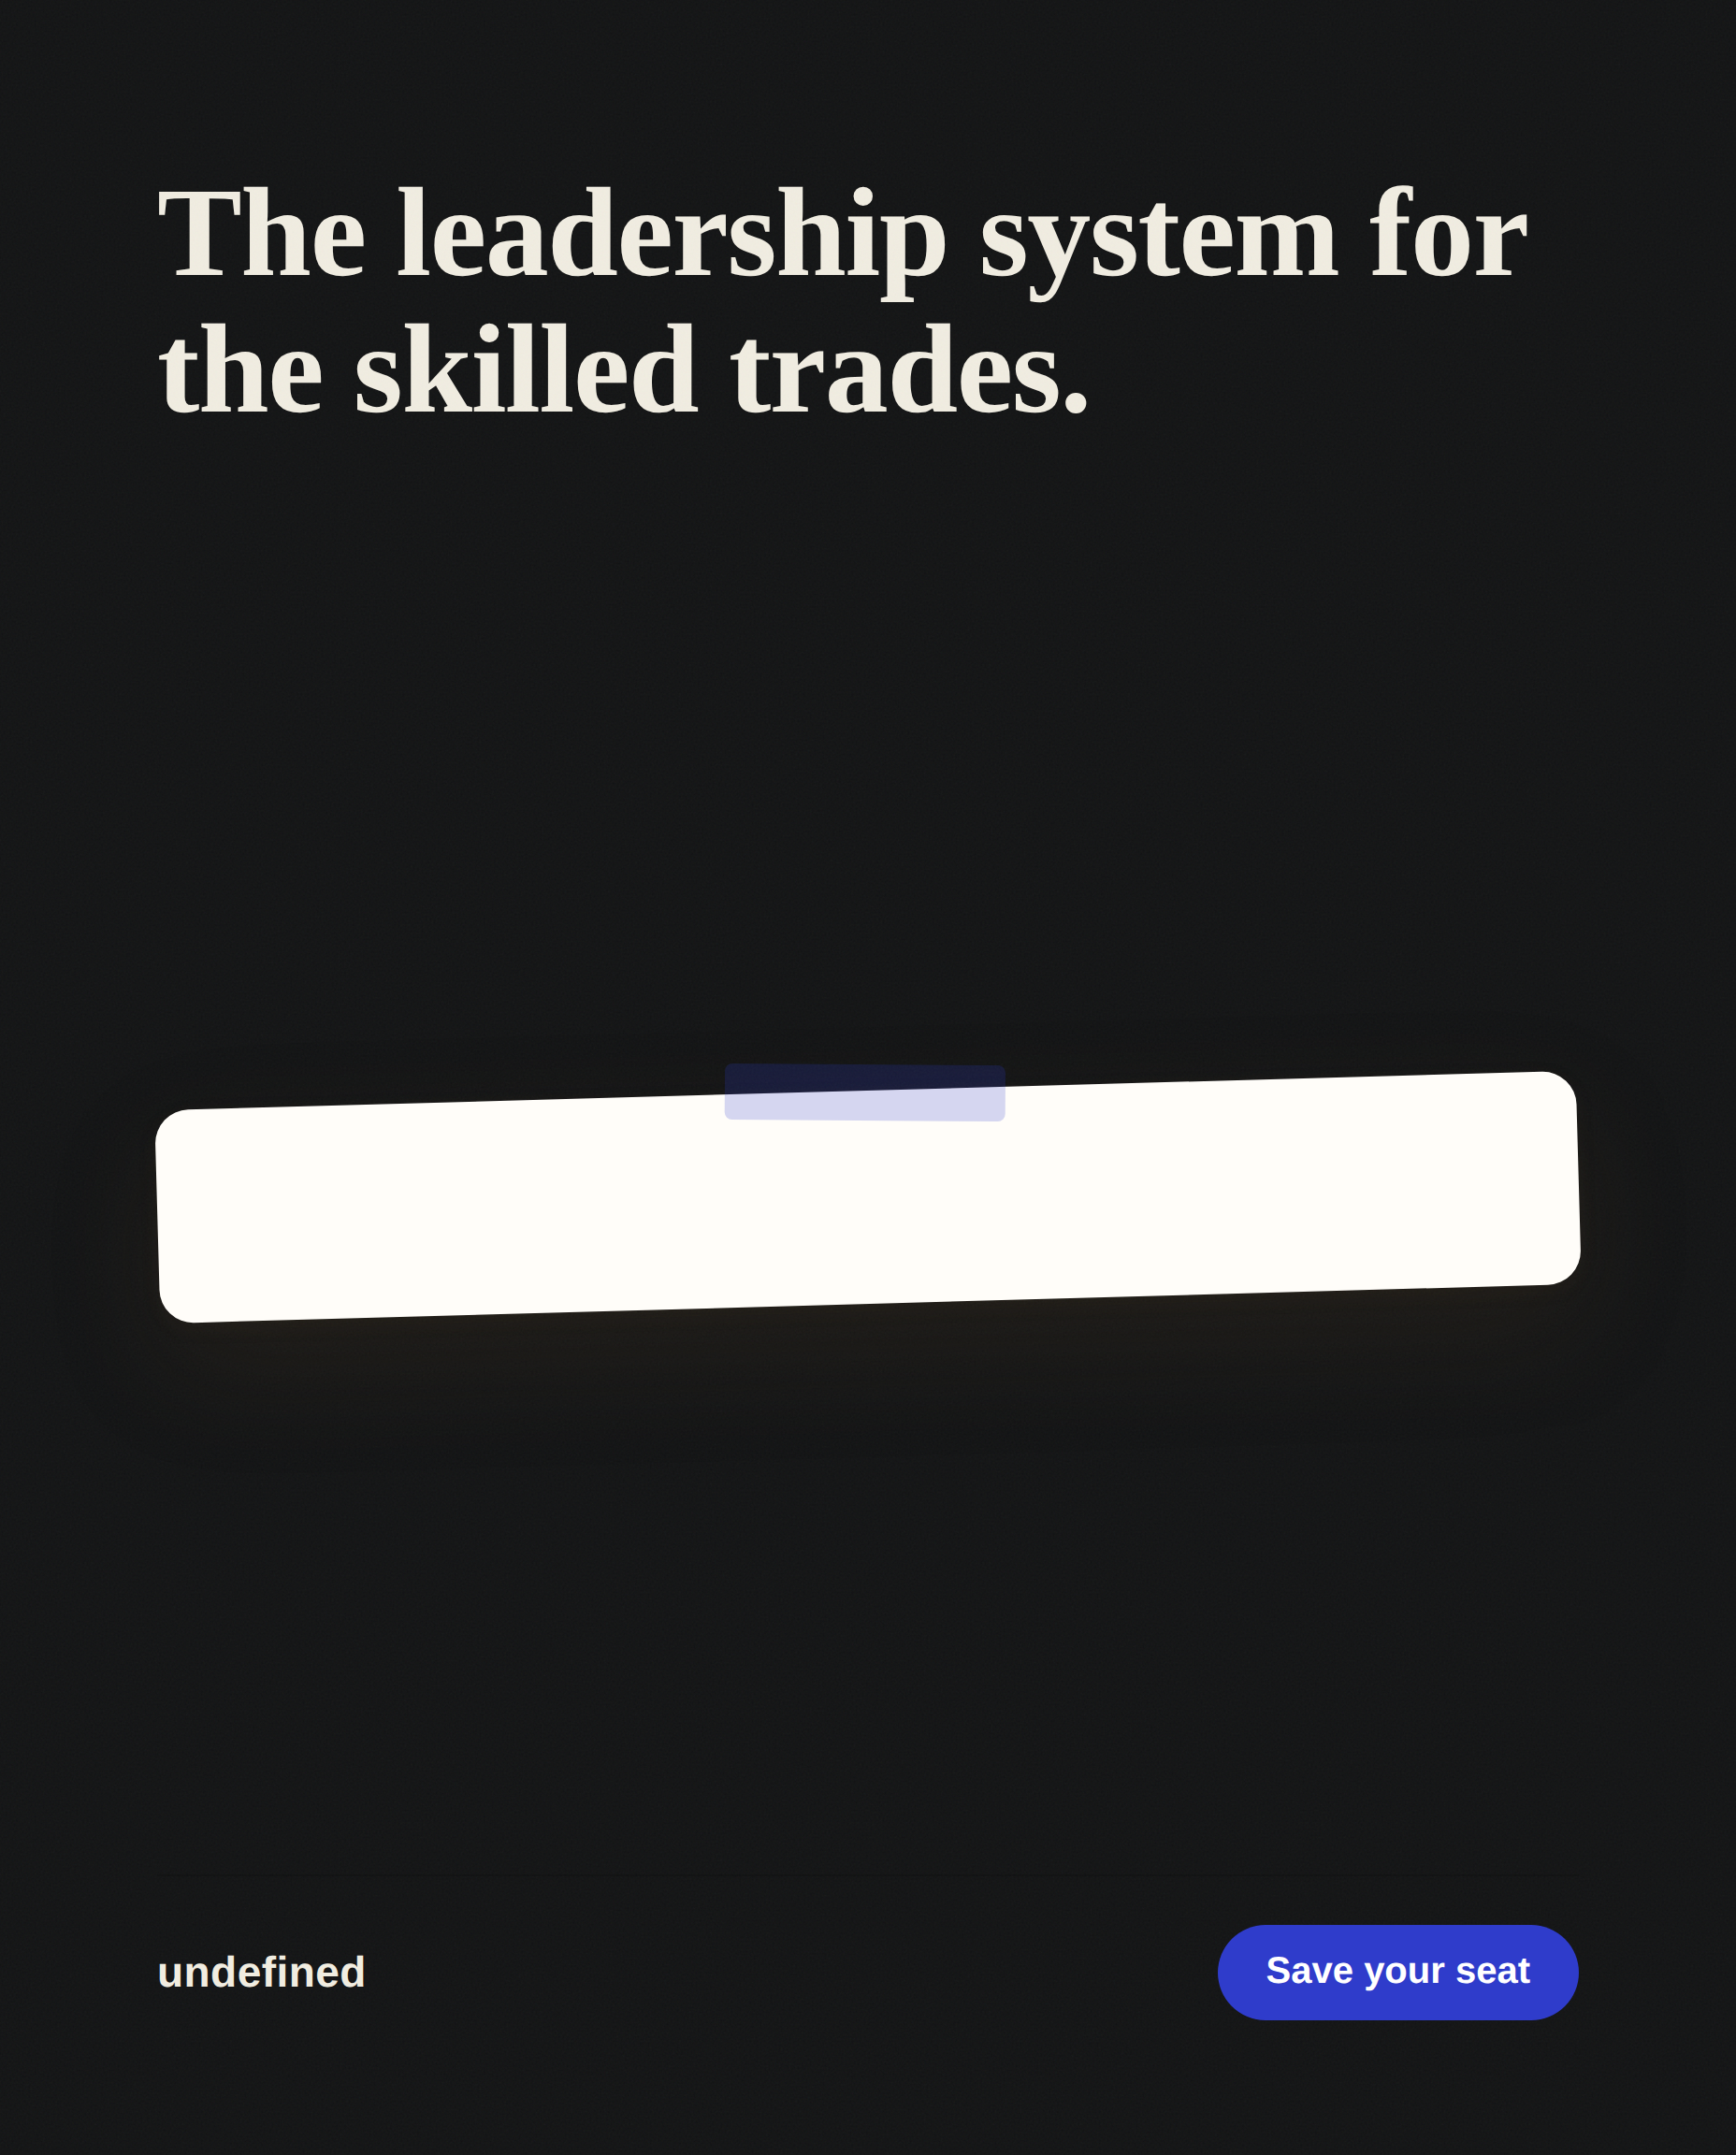 The leadership system for
the skilled trades.
undefined
Save your seat